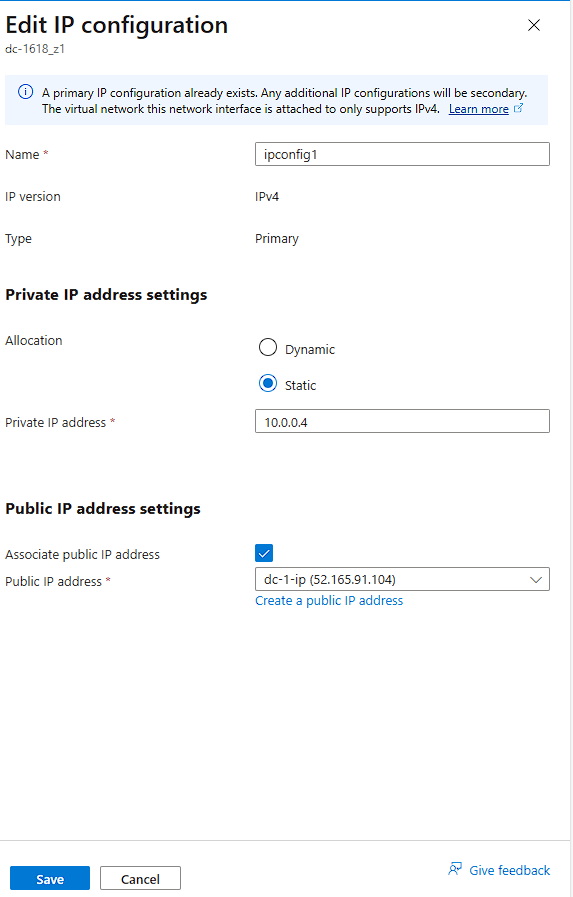 Edit IP configuration
dc-1618_z1
A primary IP configuration already exists. Any additional IP configurations will be secondary.
The virtual network this network interface is attached to only supports IPv4. Learn more
Name *
ipconfig1
IP version
IPv4
Type
Primary
Private IP address settings
Allocation
Dynamic
Static
Private IP address *
10.0.0.4
Public IP address settings
Associate public IP address
Public IP address *
dc-1-ip (52.165.91.104)
Create a public IP address
Save
Cancel
Give feedback